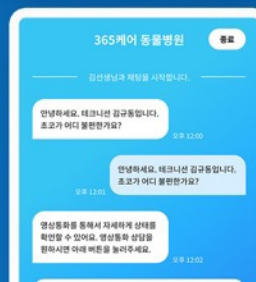 365케어 동물병원
종료
김선생님과 채팅을 시작합니다.
안녕하세요, 테크니션 김규동입니다.
초코가 어디 불편한가요?
오후 12:00
안녕하세요, 테크니션 김규동입니다.
초코가 어디 불편한가요?
오후 12:01
영상통화를 통해서 자세하게 상태를
확인할 수 있어요. 영상통화 상담을
원하시면 아래 버튼을 눌러주세요.
오후 12:02